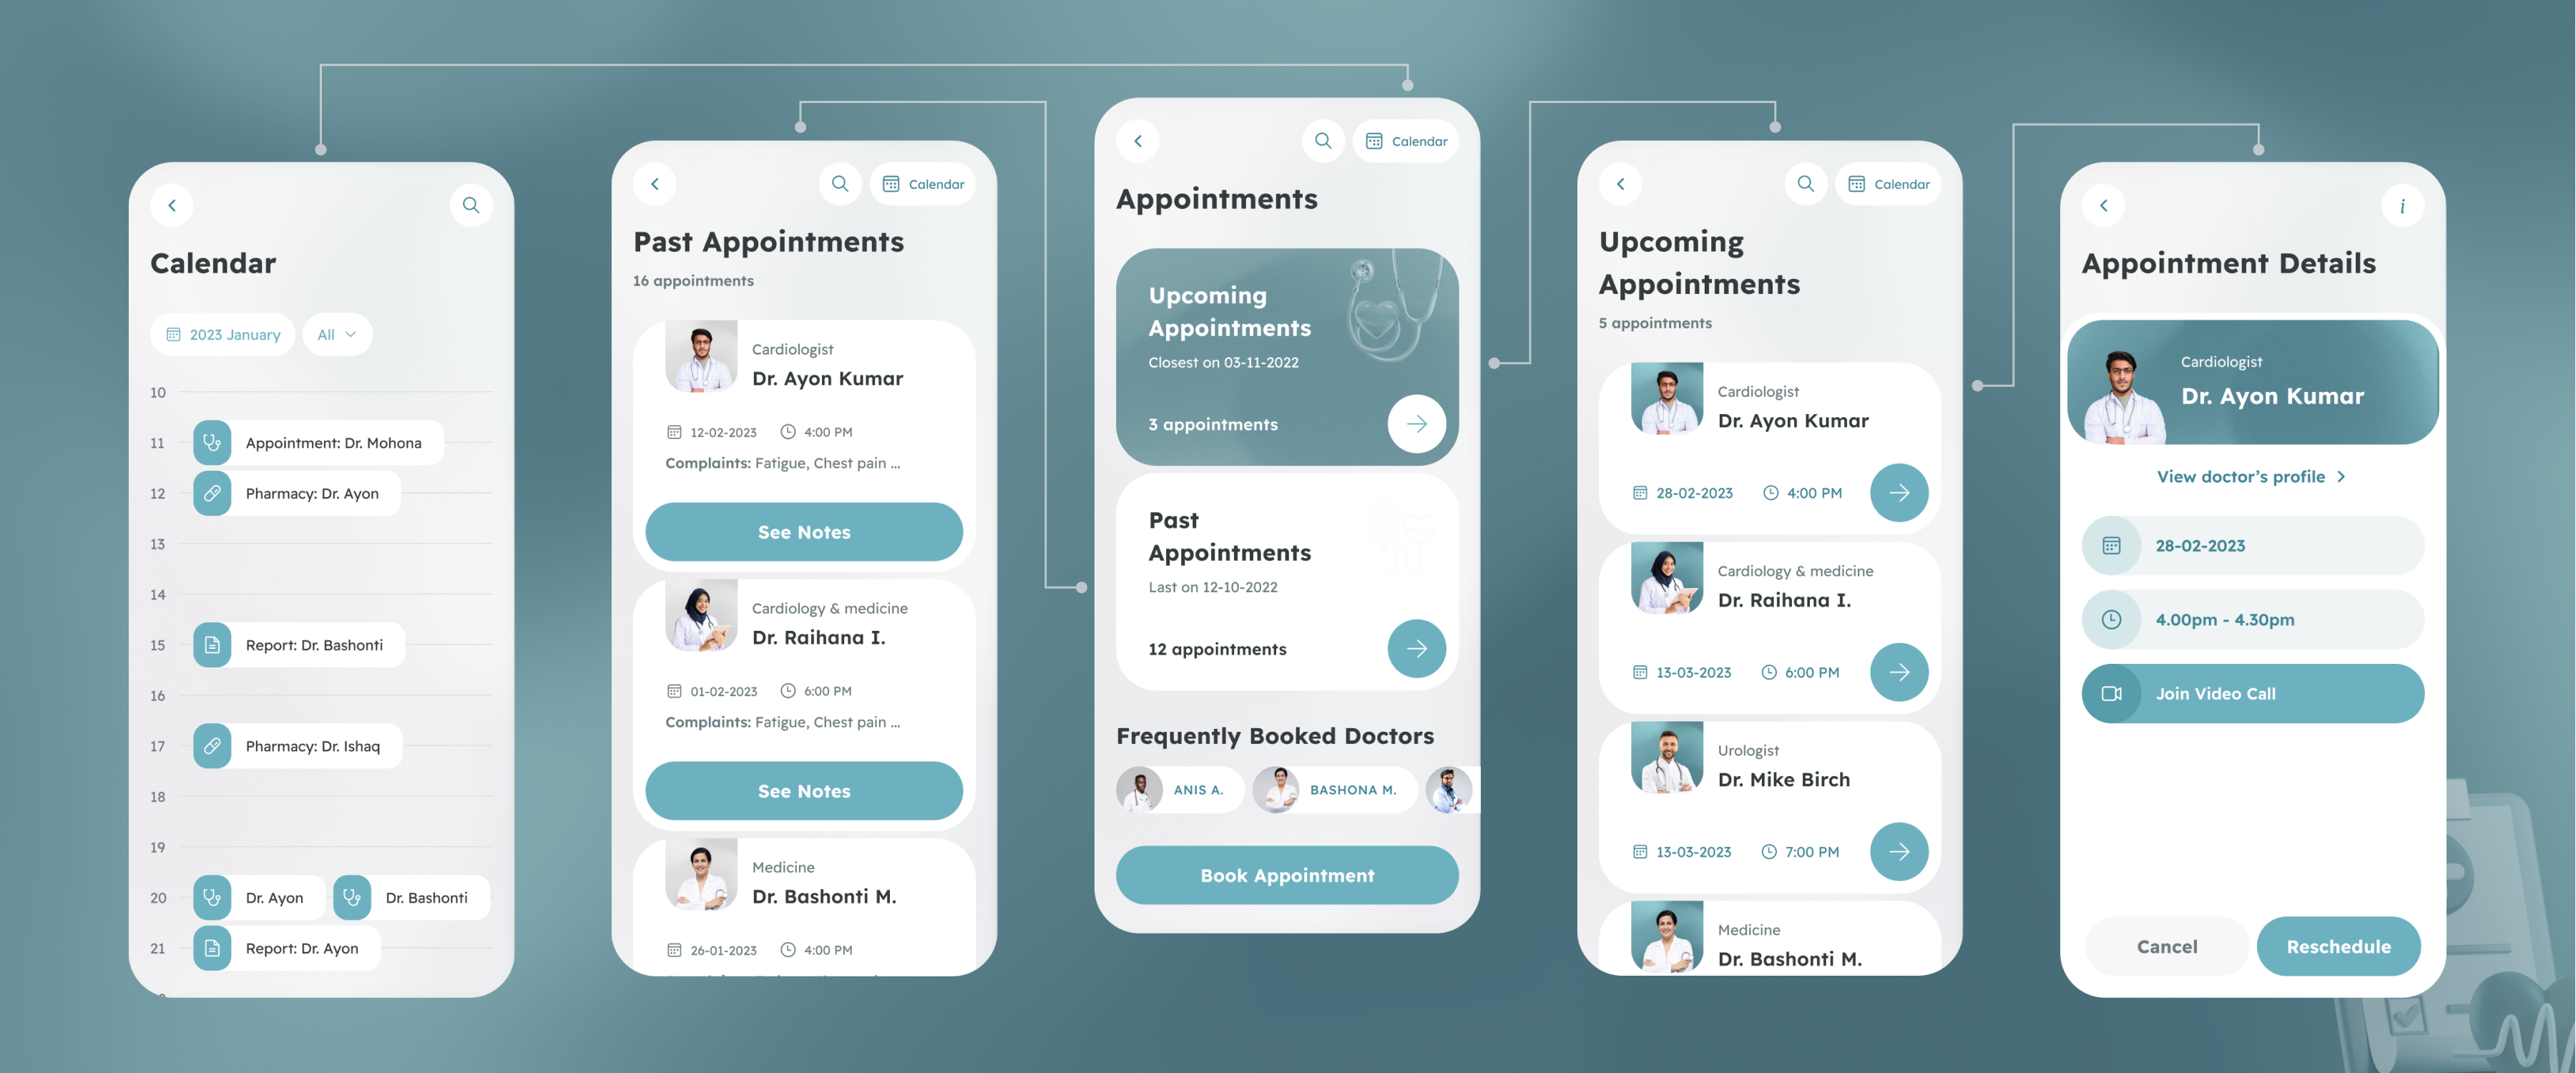 Calendar
2023 January
All
10
11
Appointment: Dr. Mohona
12
Pharmacy: Dr. Ayon
13
14
15
Report: Dr. Bashonti
16
17
Pharmacy: Dr. Ishaq
18
19
20
Dr. Ayon
Dr. Bashonti
21
Report: Dr. Ayon
Calendar
Past Appointments
16 appointments
Cardiologist
Dr. Ayon Kumar
12-02-2023
4:00 PM
Complaints: Fatigue, Chest pain ...
See Notes
Cardiology & medicine
Dr. Raihana I.
01-02-2023
6:00 PM
Complaints: Fatigue, Chest pain ...
See Notes
Medicine
Dr. Bashonti M.
26-01-2023
4:00 PM
Calendar
Appointments
Upcoming
Appointments
Closest on 03-11-2022
3 appointments
Past
Appointments
Last on 12-10-2022
12 appointments
Frequently Booked Doctors
ANIS A.
BASHONA M.
Book Appointment
Calendar
Upcoming
Appointments
5 appointments
Cardiologist
Dr. Ayon Kumar
28-02-2023
4:00 PM
Cardiology & medicine
Dr. Raihana I.
13-03-2023
6:00 PM
Urologist
Dr. Mike Birch
13-03-2023
7:00 PM
Medicine
Dr. Bashonti M.
i
Appointment Details
Cardiologist
Dr. Ayon Kumar
View doctor’s profile
28-02-2023
4.00pm - 4.30pm
Join Video Call
Cancel
Reschedule